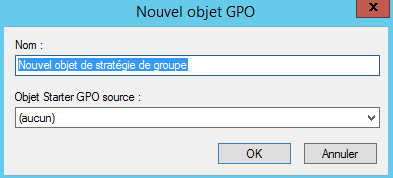 Nouvel objet GPO
x
Nom :
Nouvel objet de stratégie de groupe
Objet Starter GPO source :
(aucun)
OK
Annuler